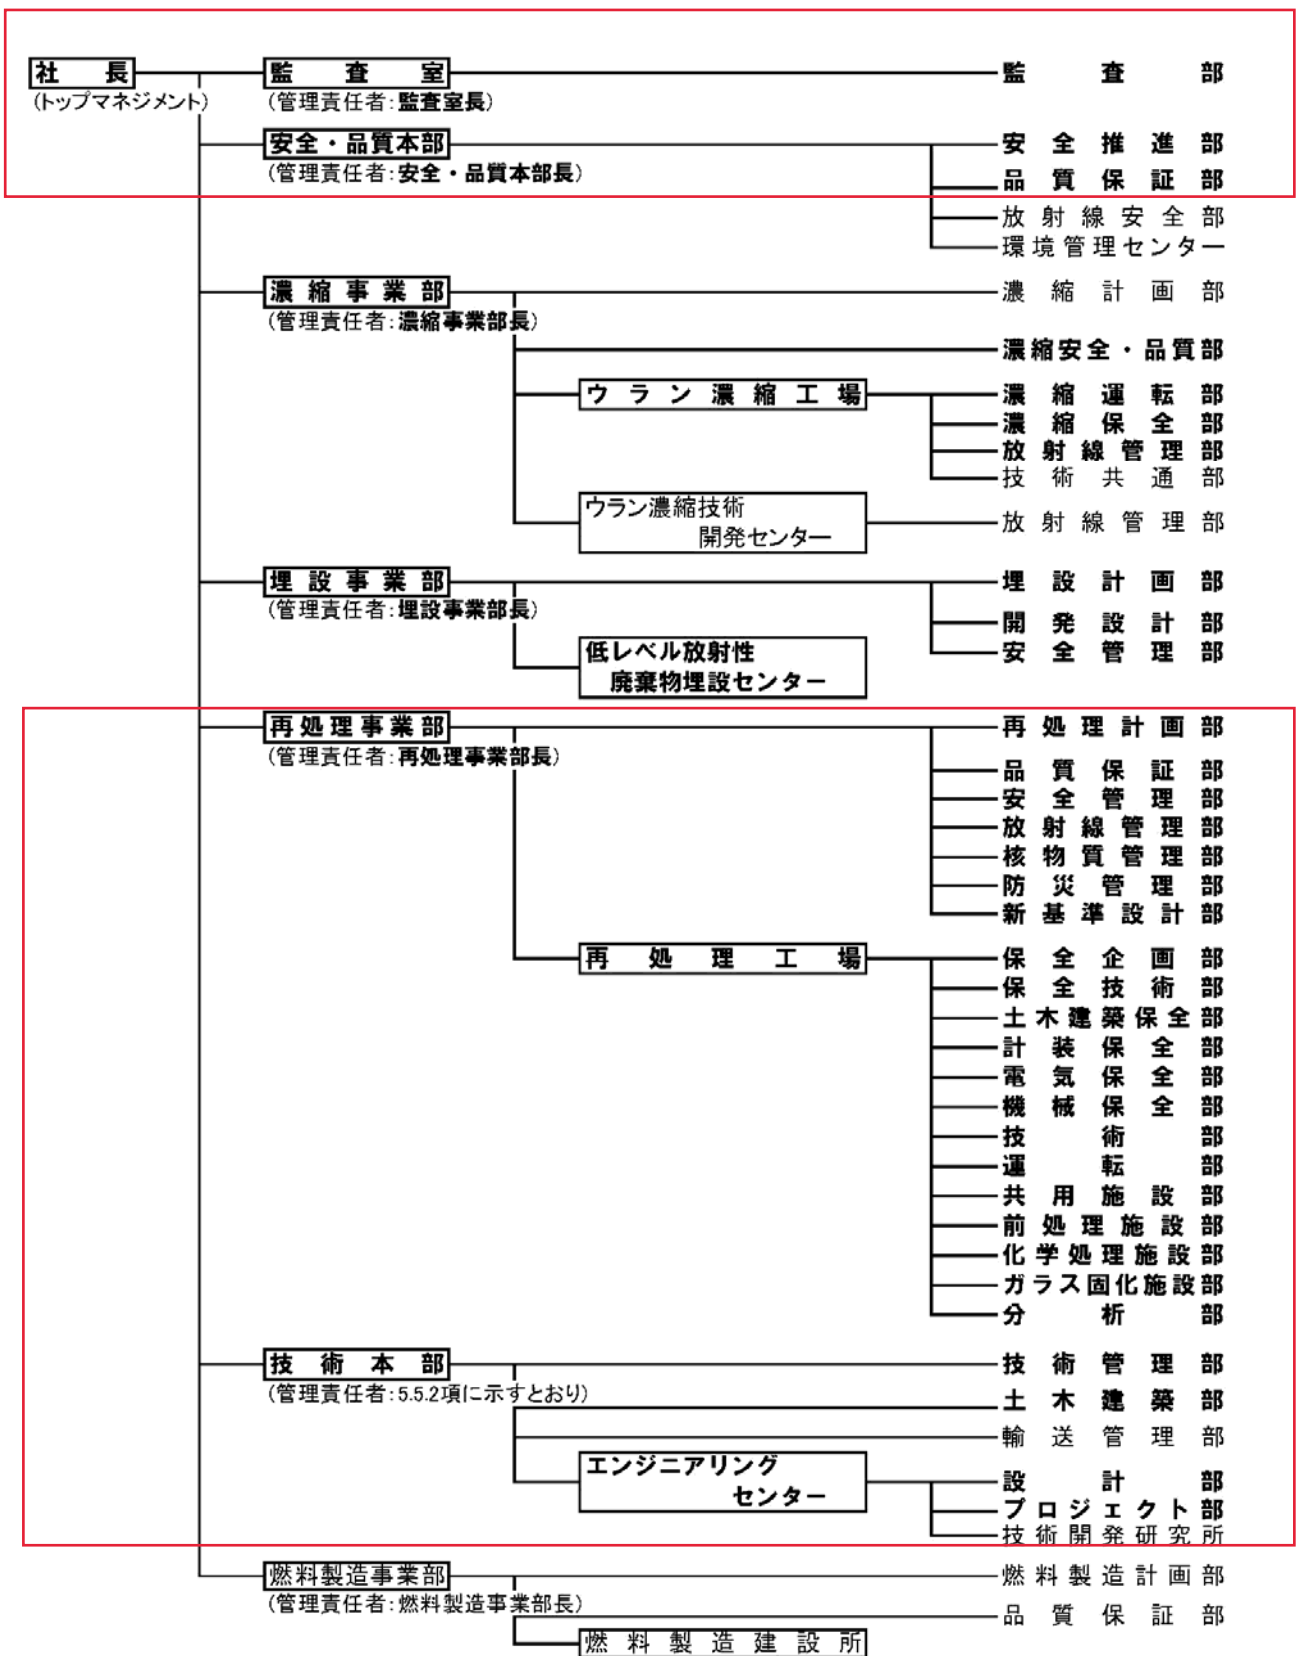 社長 監査室 監査部
(トップマネジメント) (管理責任者:監査室長)
安全・品質本部 安全推進部
(管理責任者:安全・品質本部長)
品質保証部
放射線安全部
環境管理センター
濃縮事業部 濃縮計画部
(管理責任者:濃縮事業部長)
濃縮安全・品質部
ウラン濃縮工場 濃縮運転部
濃縮保全部
放射線管理部
技術共通部
ウラン濃縮技術
開発センター
放射線管理部
埋設事業部 埋設計画部
(管理責任者:埋設事業部長)
開発設計部
安全管理部
低レベル放射性
廃棄物埋設センター
再処理事業部 再処理計画部
(管理責任者:再処理事業部長)
品質保証部
安全管理部
放射線管理部
核物質管理部
防災管理部
新基準設計部
再処理工場 保全企画部
保全技術部
土木建築保全部
計装保全部
電気保全部
機械保全部
技術部
運転部
共用施設部
前処理施設部
化学処理施設部
ガラス固化施設部
分析部
技術本部 技術管理部
(管理責任者:5.5.2項に示すとおり)
土木建築部
輸送管理部
エンジニアリング
センター
設計部
プロジェクト部
技術開発研究所
燃料製造事業部 燃料製造計画部
(管理責任者:燃料製造事業部長)
品質保証部
燃料製造建設所